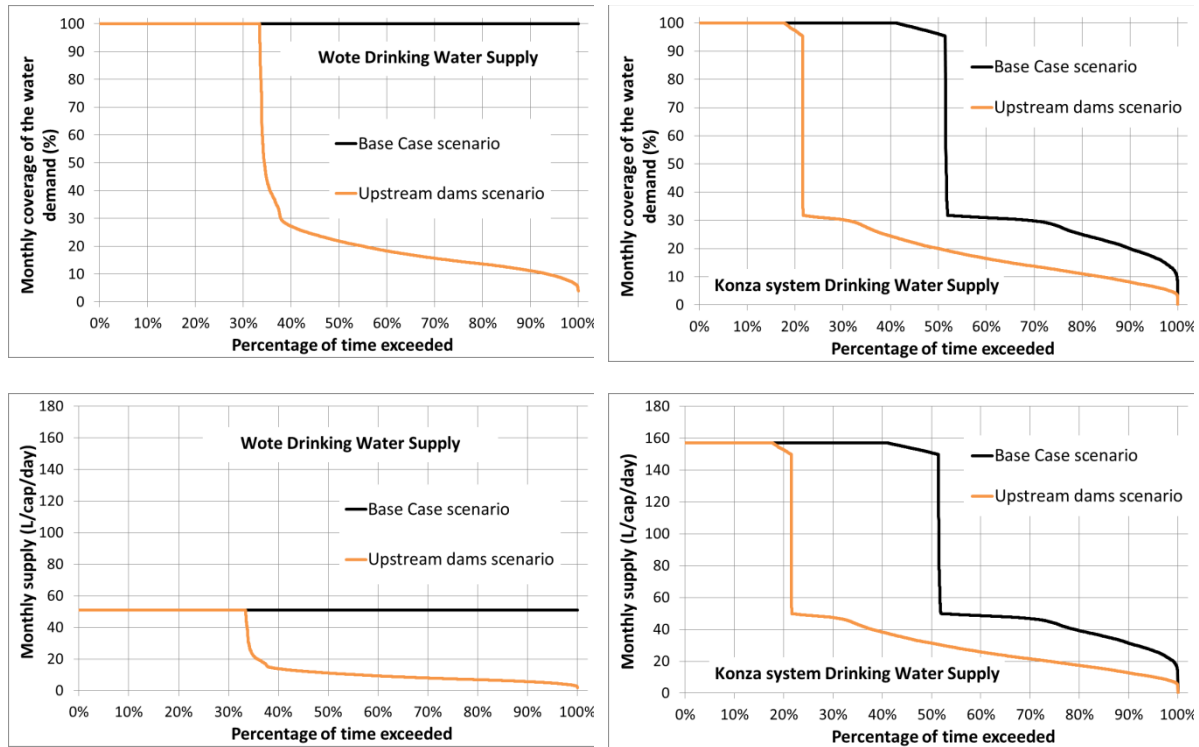 100
90
80
70
60
50
40
30
20
10
0
Monthly coverage of the water
demand (%)
Wote Drinking Water Supply
Base Case scenario
Upstream dams scenario
0% 10% 20% 30% 40% 50% 60% 70% 80% 90% 100%
Percentage of time exceeded
100
90
80
70
60
50
40
30
20
10
0
Monthly coverage of the water
demand (%)
Base Case scenario
Upstream dams scenario
Konza system Drinking Water Supply
0% 10% 20% 30% 40% 50% 60% 70% 80% 90% 100%
Percentage of time exceeded
180
160
140
120
100
80
60
40
20
0
Monthly supply (L/cap/day)
Wote Drinking Water Supply
Base Case scenario
Upstream dams scenario
0% 10% 20% 30% 40% 50% 60% 70% 80% 90% 100%
Percentage of time exceeded
180
160
140
120
100
80
60
40
20
0
Monthly supply (L/cap/day)
Base Case scenario
Upstream dams scenario
Konza system Drinking Water Supply
0% 10% 20% 30% 40% 50% 60% 70% 80% 90% 100%
Percentage of time exceeded